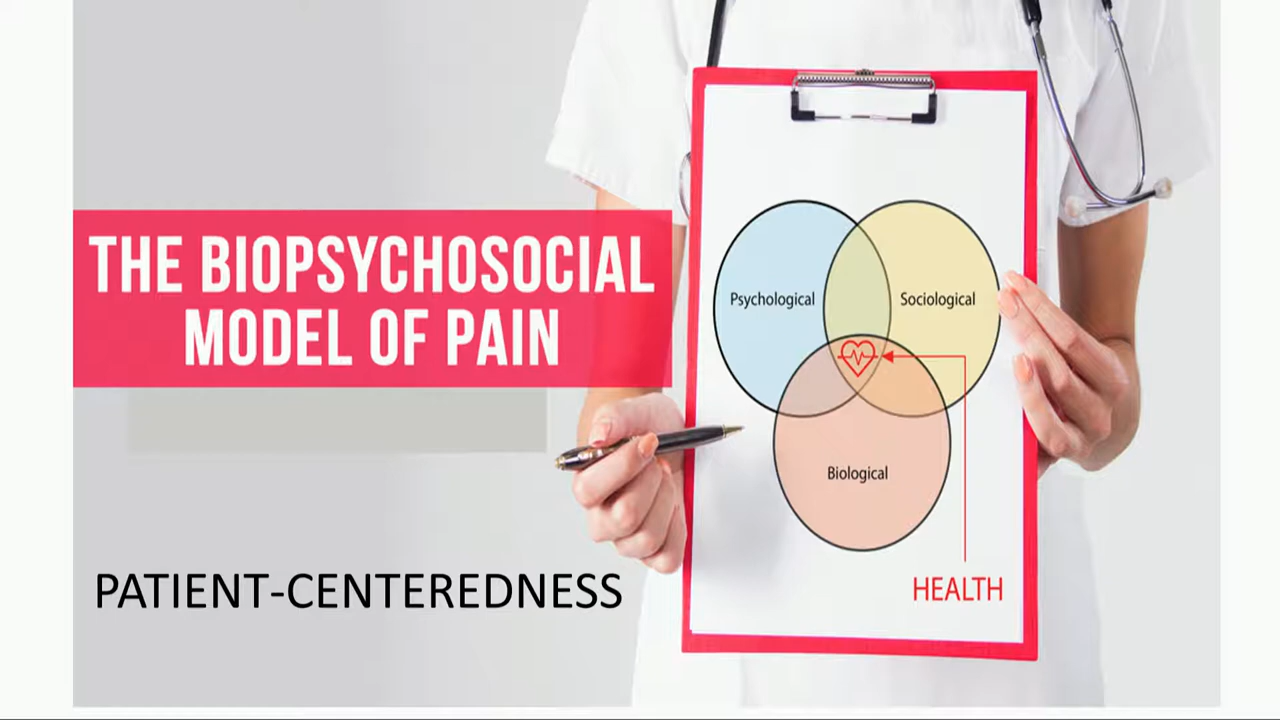 THE BIOPSYCHOSOCIAL
MODEL OF PAIN
Psychological
Sociological
Biological
HEALTH
PATIENT-CENTEREDNESS